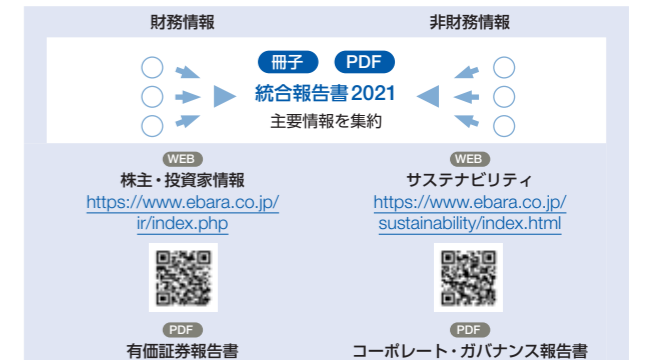 財務情報
非財務情報
冊子
PDF
統合報告書2021
主要情報を集約
WEB
株主・投資家情報
https://www.ebara.co.jp/
ir/index.php
WEB
サステナビリティ
https://www.ebara.co.jp/
sustainability/index.html
PDF
有価証券報告書
PDF
コーポレート・ガバナンス報告書